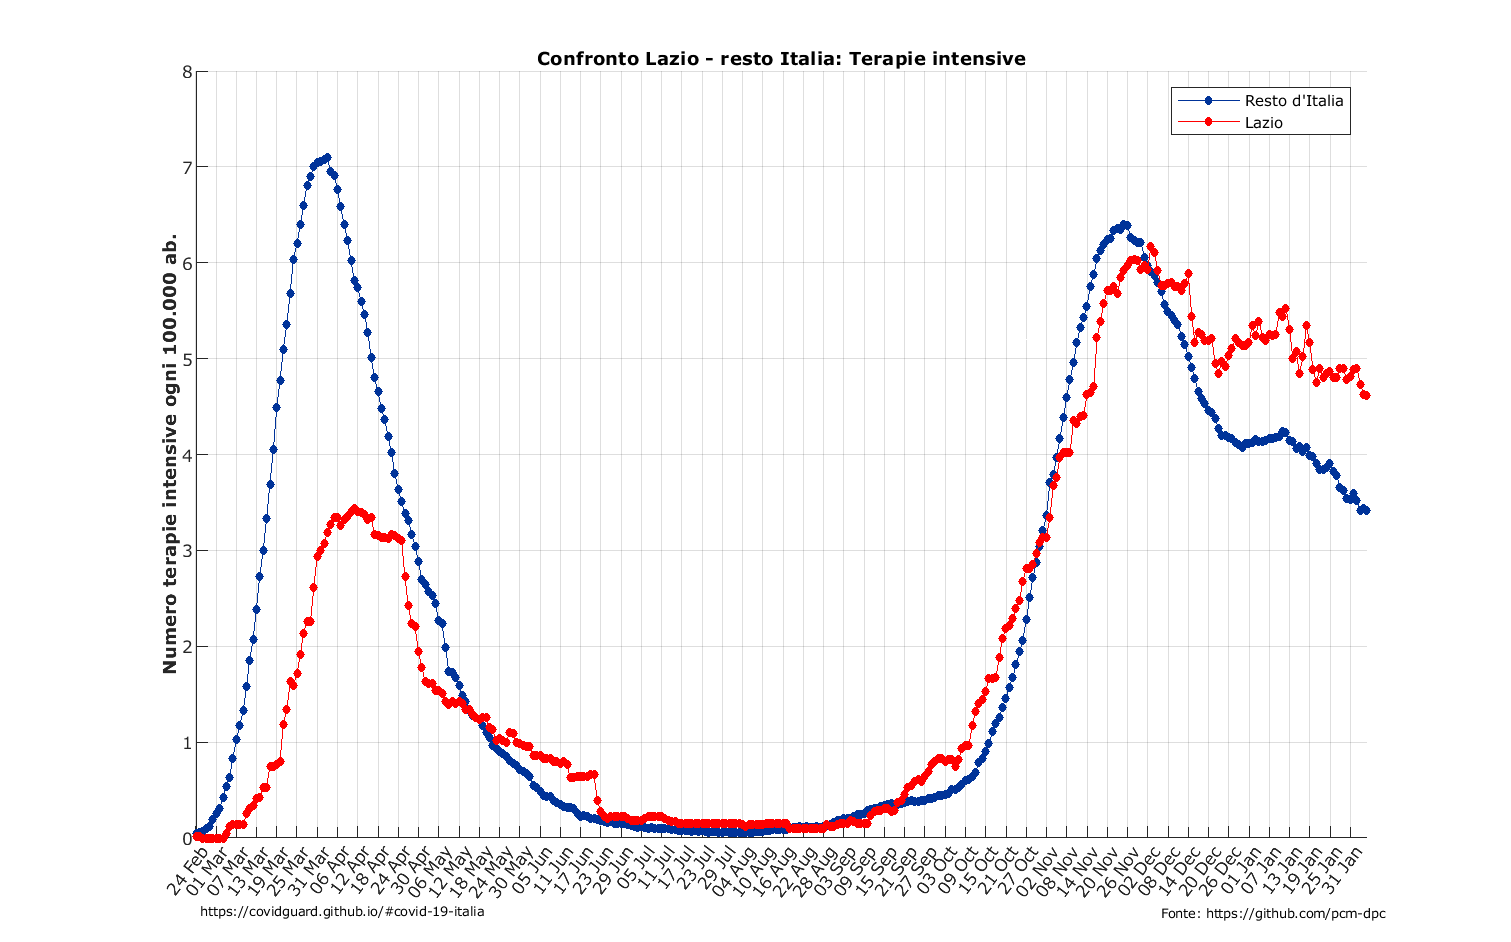 Confronto Lazio - resto Italia: Terapie intensive
Resto d'Italia
Lazio
Numero terapie intensive ogni 100.000 ab.
8
7
6
5
4
3
2
1
0
24 Feb
01 Mar
07 Mar
13 Mar
19 Mar
25 Mar
31 Mar
06 Apr
12 Apr
18 Apr
24 Apr
30 Apr
06 May
12 May
18 May
24 May
30 May
05 Jun
11 Jun
17 Jun
23 Jun
29 Jun
05 Jul
11 Jul
17 Jul
23 Jul
29 Jul
04 Aug
10 Aug
16 Aug
22 Aug
28 Aug
03 Sep
09 Sep
15 Sep
21 Sep
27 Sep
03 Oct
09 Oct
15 Oct
21 Oct
27 Oct
02 Nov
08 Nov
14 Nov
20 Nov
26 Nov
02 Dec
08 Dec
14 Dec
20 Dec
26 Dec
01 Jan
07 Jan
13 Jan
19 Jan
25 Jan
31 Jan
https://covidguard.github.io/#covid-19-italia
Fonte: https://github.com/pcm-dpc